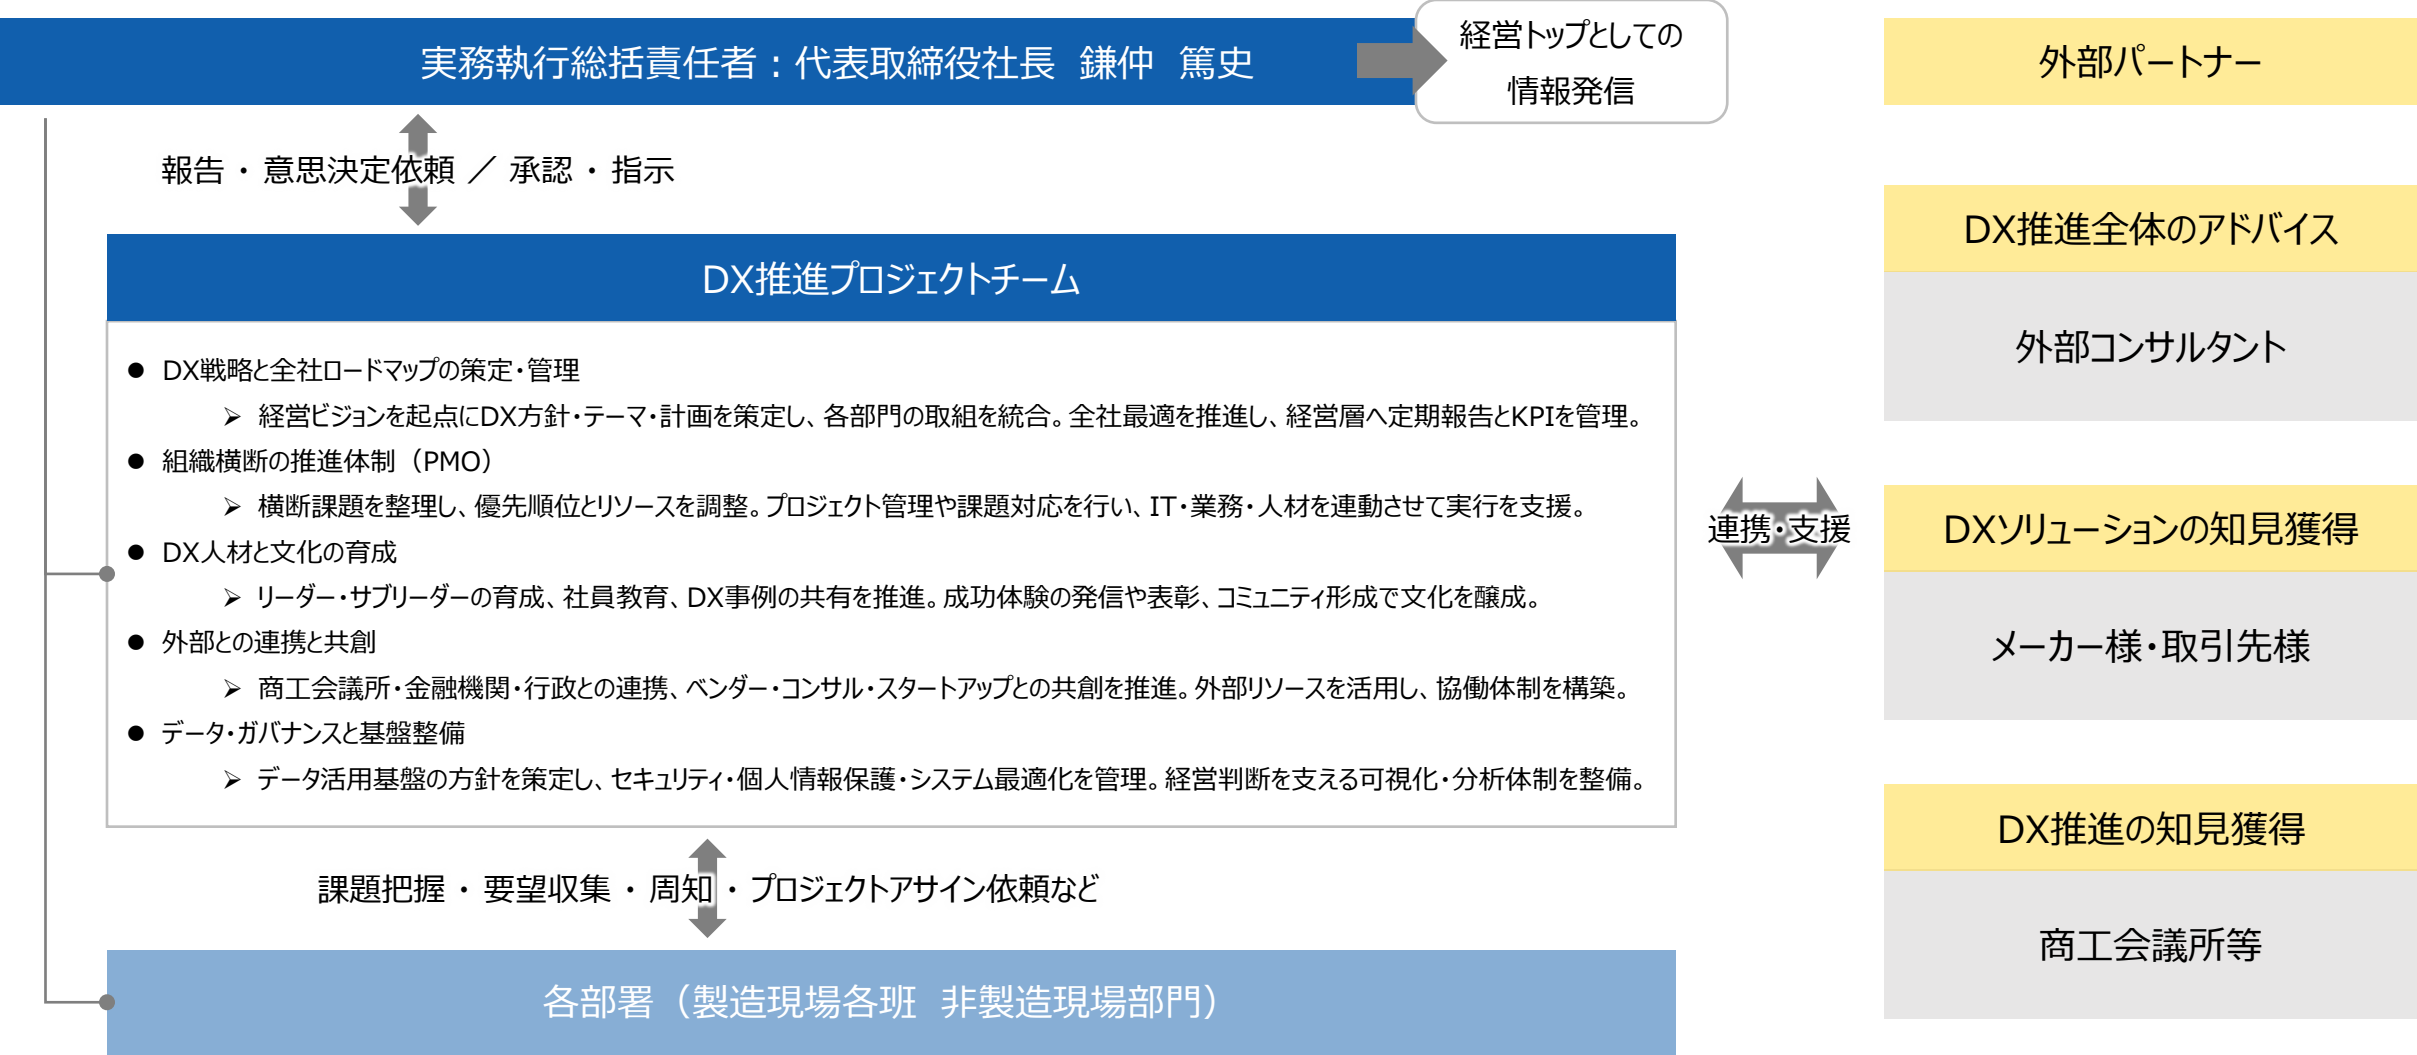 実務執行総括責任者：代表取締役社長　鎌仲　篤史
経営トップとしての
情報発信
報告 ・ 意思決定依頼 ／ 承認 ・ 指示
DX推進プロジェクトチーム
● DX戦略と全社ロードマップの策定・管理
➢ 経営ビジョンを起点にDX方針・テーマ・計画を策定し、各部門の取組を統合。全社最適を推進し、経営層へ定期報告とKPIを管理。
● 組織横断の推進体制（PMO）
➢ 横断課題を整理し、優先順位とリソースを調整。プロジェクト管理や課題対応を行い、IT・業務・人材を連動させて実行を支援。
● DX人材と文化の育成
➢ リーダー・サブリーダーの育成、社員教育、DX事例の共有を推進。成功体験の発信や表彰、コミュニティ形成で文化を醸成。
● 外部との連携と共創
➢ 商工会議所・金融機関・行政との連携、ベンダー・コンサル・スタートアップとの共創を推進。外部リソースを活用し、協働体制を構築。
● データ・ガバナンスと基盤整備
➢ データ活用基盤の方針を策定し、セキュリティ・個人情報保護・システム最適化を管理。経営判断を支える可視化・分析体制を整備。
課題把握 ・ 要望収集 ・ 周知 ・ プロジェクトアサイン依頼など
各部署（製造現場各班　非製造現場部門）
連携・支援
外部パートナー
DX推進全体のアドバイス
外部コンサルタント
DXソリューションの知見獲得
メーカー様・取引先様
DX推進の知見獲得
商工会議所等